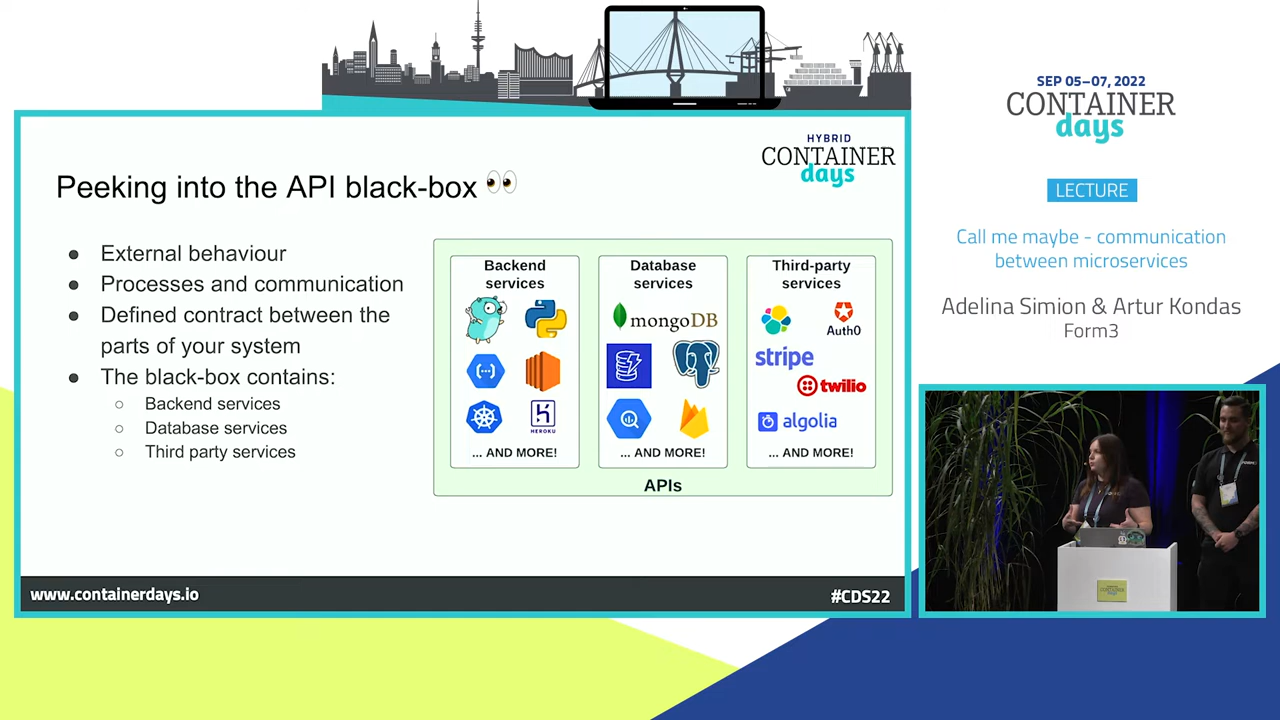 HYBRID
CONTAINER
days
Peeking into the API black-box
External behaviour
Processes and communication
Defined contract between the
parts of your system
The black-box contains:
Backend services
Database services
Third party services
Backend
services
HEROKU
... AND MORE!
Database
services
mongoDB
... AND MORE!
Third-party
services
Auth0
stripe
twilio
algolia
... AND MORE!
APIs
www.containerdays.io
#CDS22
SEP 05–07, 2022
CONTAINER
days
LECTURE
Call me maybe - communication
between microservices
Adelina Simion & Artur Kondas
Form3
CONTAINER
days